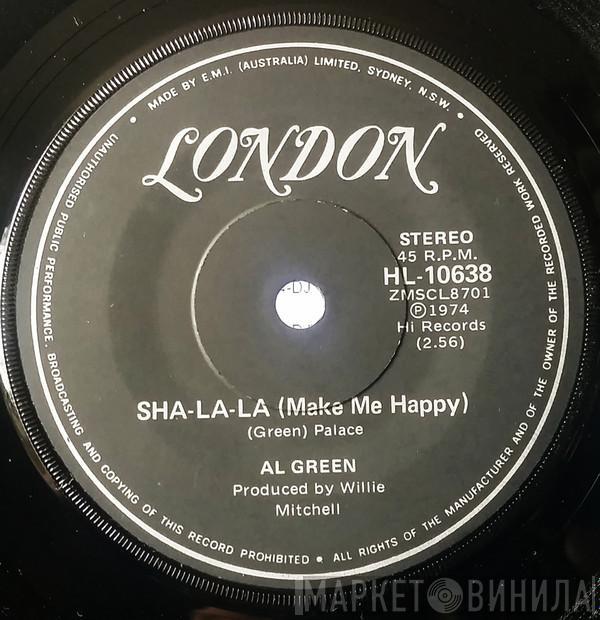 • MADE BY E.M.I. (AUSTRALIA) LIMITED, SYDNEY, N.S.W. •
UNAUTHORISED PUBLIC PERFORMANCE, BROADCASTING AND COPYING OF THIS RECORD PROHIBITED • ALL RIGHTS OF THE MANUFACTURER AND OF THE OWNER OF THE RECORDED WORK RESERVED
LONDON
STEREO
45 R.P.M.
HL-10638
ZMSCL8701
℗1974
Hi Records
(2.56)
SHA-LA-LA (Make Me Happy)
(Green) Palace
AL GREEN
Produced by Willie
Mitchell
МАРКЕТ ВИНИЛА